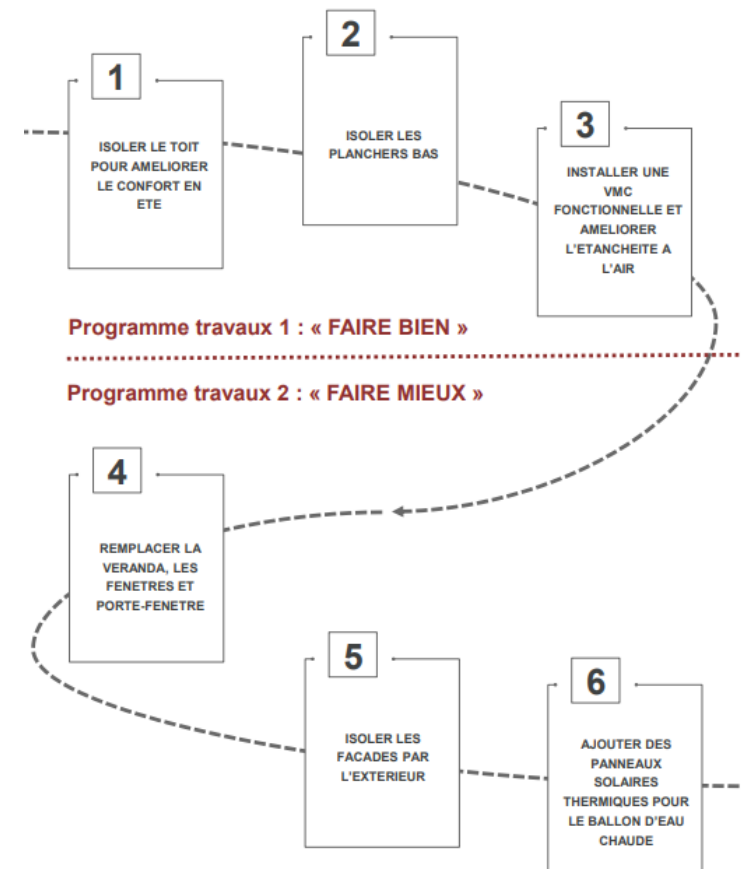 1
ISOLER LE TOIT
POUR AMELIORER
LE CONFORT EN
ETE
2
ISOLER LES
PLANCHERS BAS
3
INSTALLER UNE
VMC
FONCTIONNELLE ET
AMELIORER
L'ETANCHEITE A
L'AIR
Programme travaux 1 : « FAIRE BIEN »
Programme travaux 2 : « FAIRE MIEUX »
4
REMPLACER LA
VERANDA, LES
FENETRES ET
PORTE-FENETRE
5
ISOLER LES
FACADES PAR
L'EXTERIEUR
6
AJOUTER DES
PANNEAUX
SOLAIRES
THERMIQUES POUR
LE BALLON D'EAU
CHAUDE